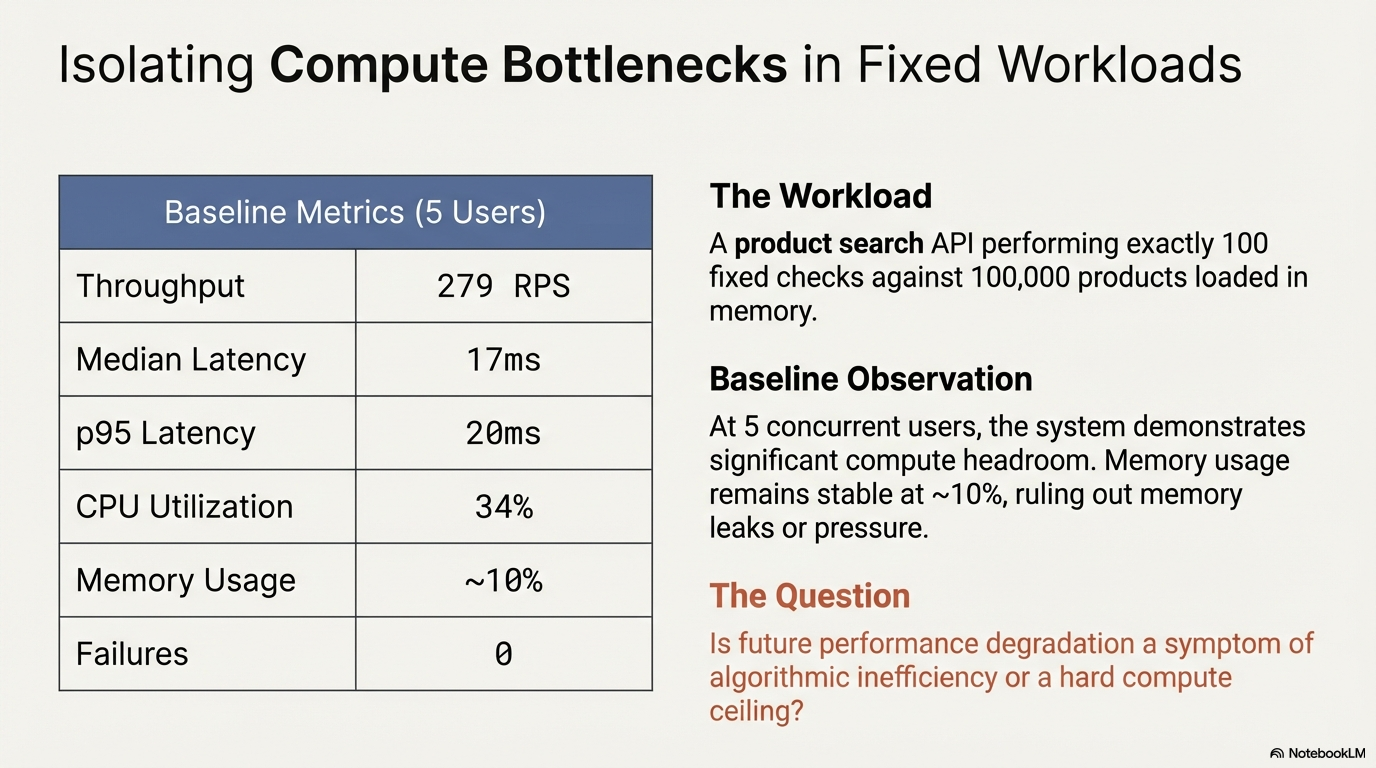 Isolating Compute Bottlenecks in Fixed Workloads
Baseline Metrics (5 Users)
Throughput 279 RPS
Median Latency 17ms
p95 Latency 20ms
CPU Utilization 34%
Memory Usage ~10%
Failures 0
The Workload
A product search API performing exactly 100
fixed checks against 100,000 products loaded in
memory.
Baseline Observation
At 5 concurrent users, the system demonstrates
significant compute headroom. Memory usage
remains stable at ~10%, ruling out memory
leaks or pressure.
The Question
Is future performance degradation a symptom of
algorithmic inefficiency or a hard compute
ceiling?
NotebookLM